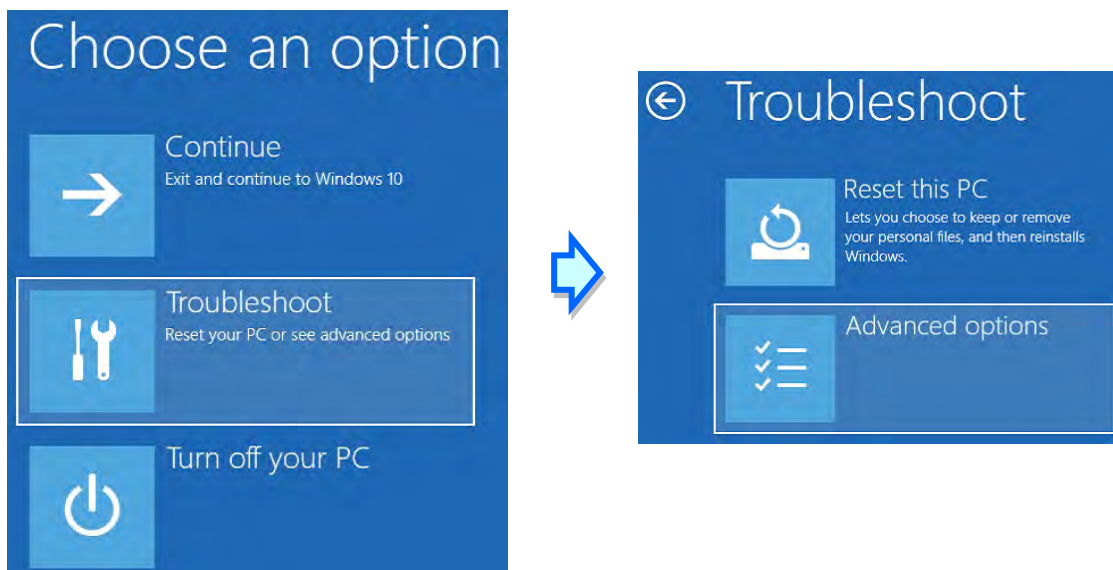 Choose an option
Continue
Exit and continue to Windows 10
Troubleshoot
Reset your PC or see advanced options
Turn off your PC
Troubleshoot
Reset this PC
Lets you choose to keep or remove
your personal files, and then reinstalls
Windows.
Advanced options